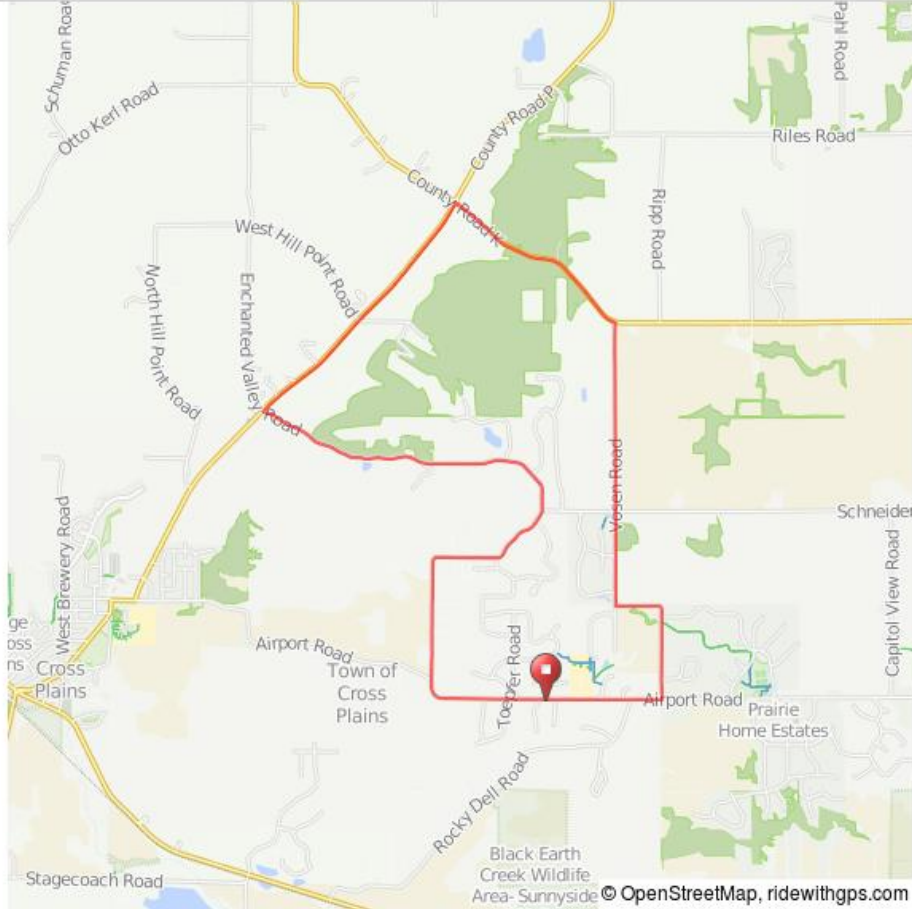 Schuman Road
Pahl Road
Otto Kerl Road
County Road P
Riles Road
County Road K
Ripp Road
West Hill Point Road
North Hill Point Road
Enchanted Valley
Road
Vosen Road
Schneider
West Brewery Road
Capitol View Road
ge
oss
ns
Cross
Plains
Airport Road
Town of
Cross
Plains
Toepfer Road
Airport Road
Prairie
Home Estates
Rocky Dell Road
Black Earth
Creek Wildlife
Area- Sunnyside
Stagecoach Road
© OpenStreetMap, ridewithgps.com